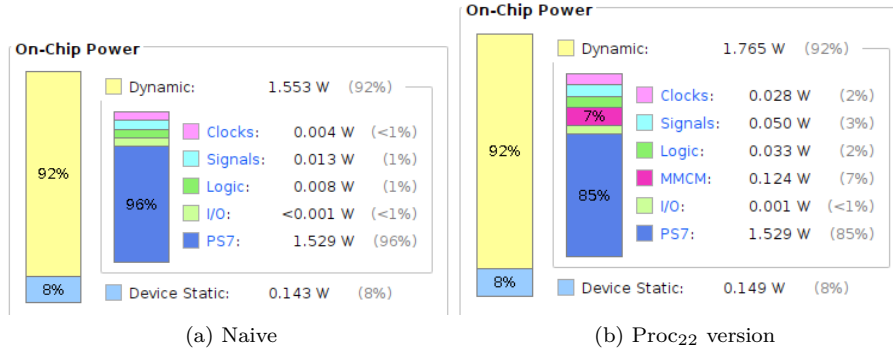 On-Chip Power
Dynamic: 1.553 W (92%)
Clocks: 0.004 W (<1%)
Signals: 0.013 W (1%)
Logic: 0.008 W (1%)
I/O: <0.001 W (<1%)
PS7: 1.529 W (96%)
92%
96%
8%
Device Static: 0.143 W (8%)
(a) Naive
On-Chip Power
Dynamic: 1.765 W (92%)
Clocks: 0.028 W (2%)
7%
Signals: 0.050 W (3%)
Logic: 0.033 W (2%)
MMCM: 0.124 W (7%)
I/O: 0.001 W (<1%)
PS7: 1.529 W (85%)
92%
85%
8%
Device Static: 0.149 W (8%)
(b) Proc₂₂ version